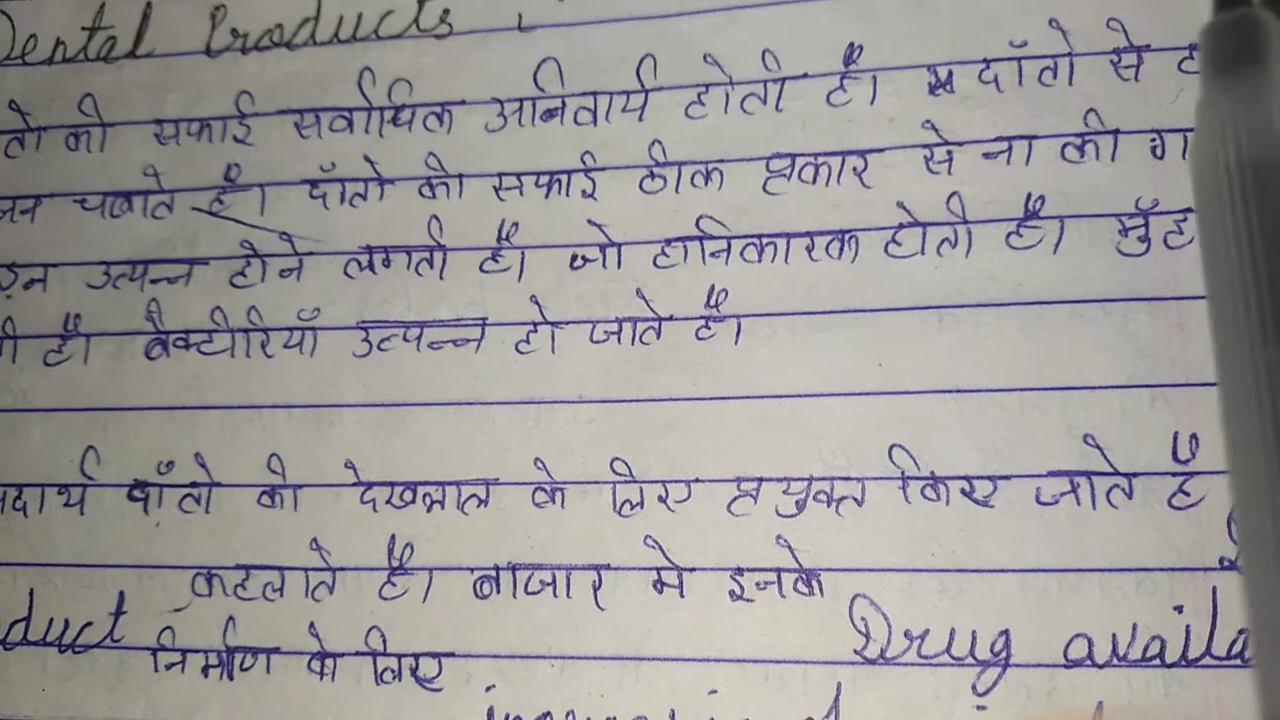 Dental Products
तो की सफाई सर्वाधिक अनिवार्य होती है। दाँतो से
चबाते है। दाँतो की सफाई ठीक प्रकार से ना की ग
उत्पन्न होने लगती है। जो हानिकारक होती है। मुँह
है। बैक्टीरियाँ उत्पन्न हो जाते है।
पदार्थ दाँतो की देखभाल के लिए प्रयुक्त किए जाते है
कहलाते है। बाजार मे इनके
duct निर्माण के लिए Drug availa